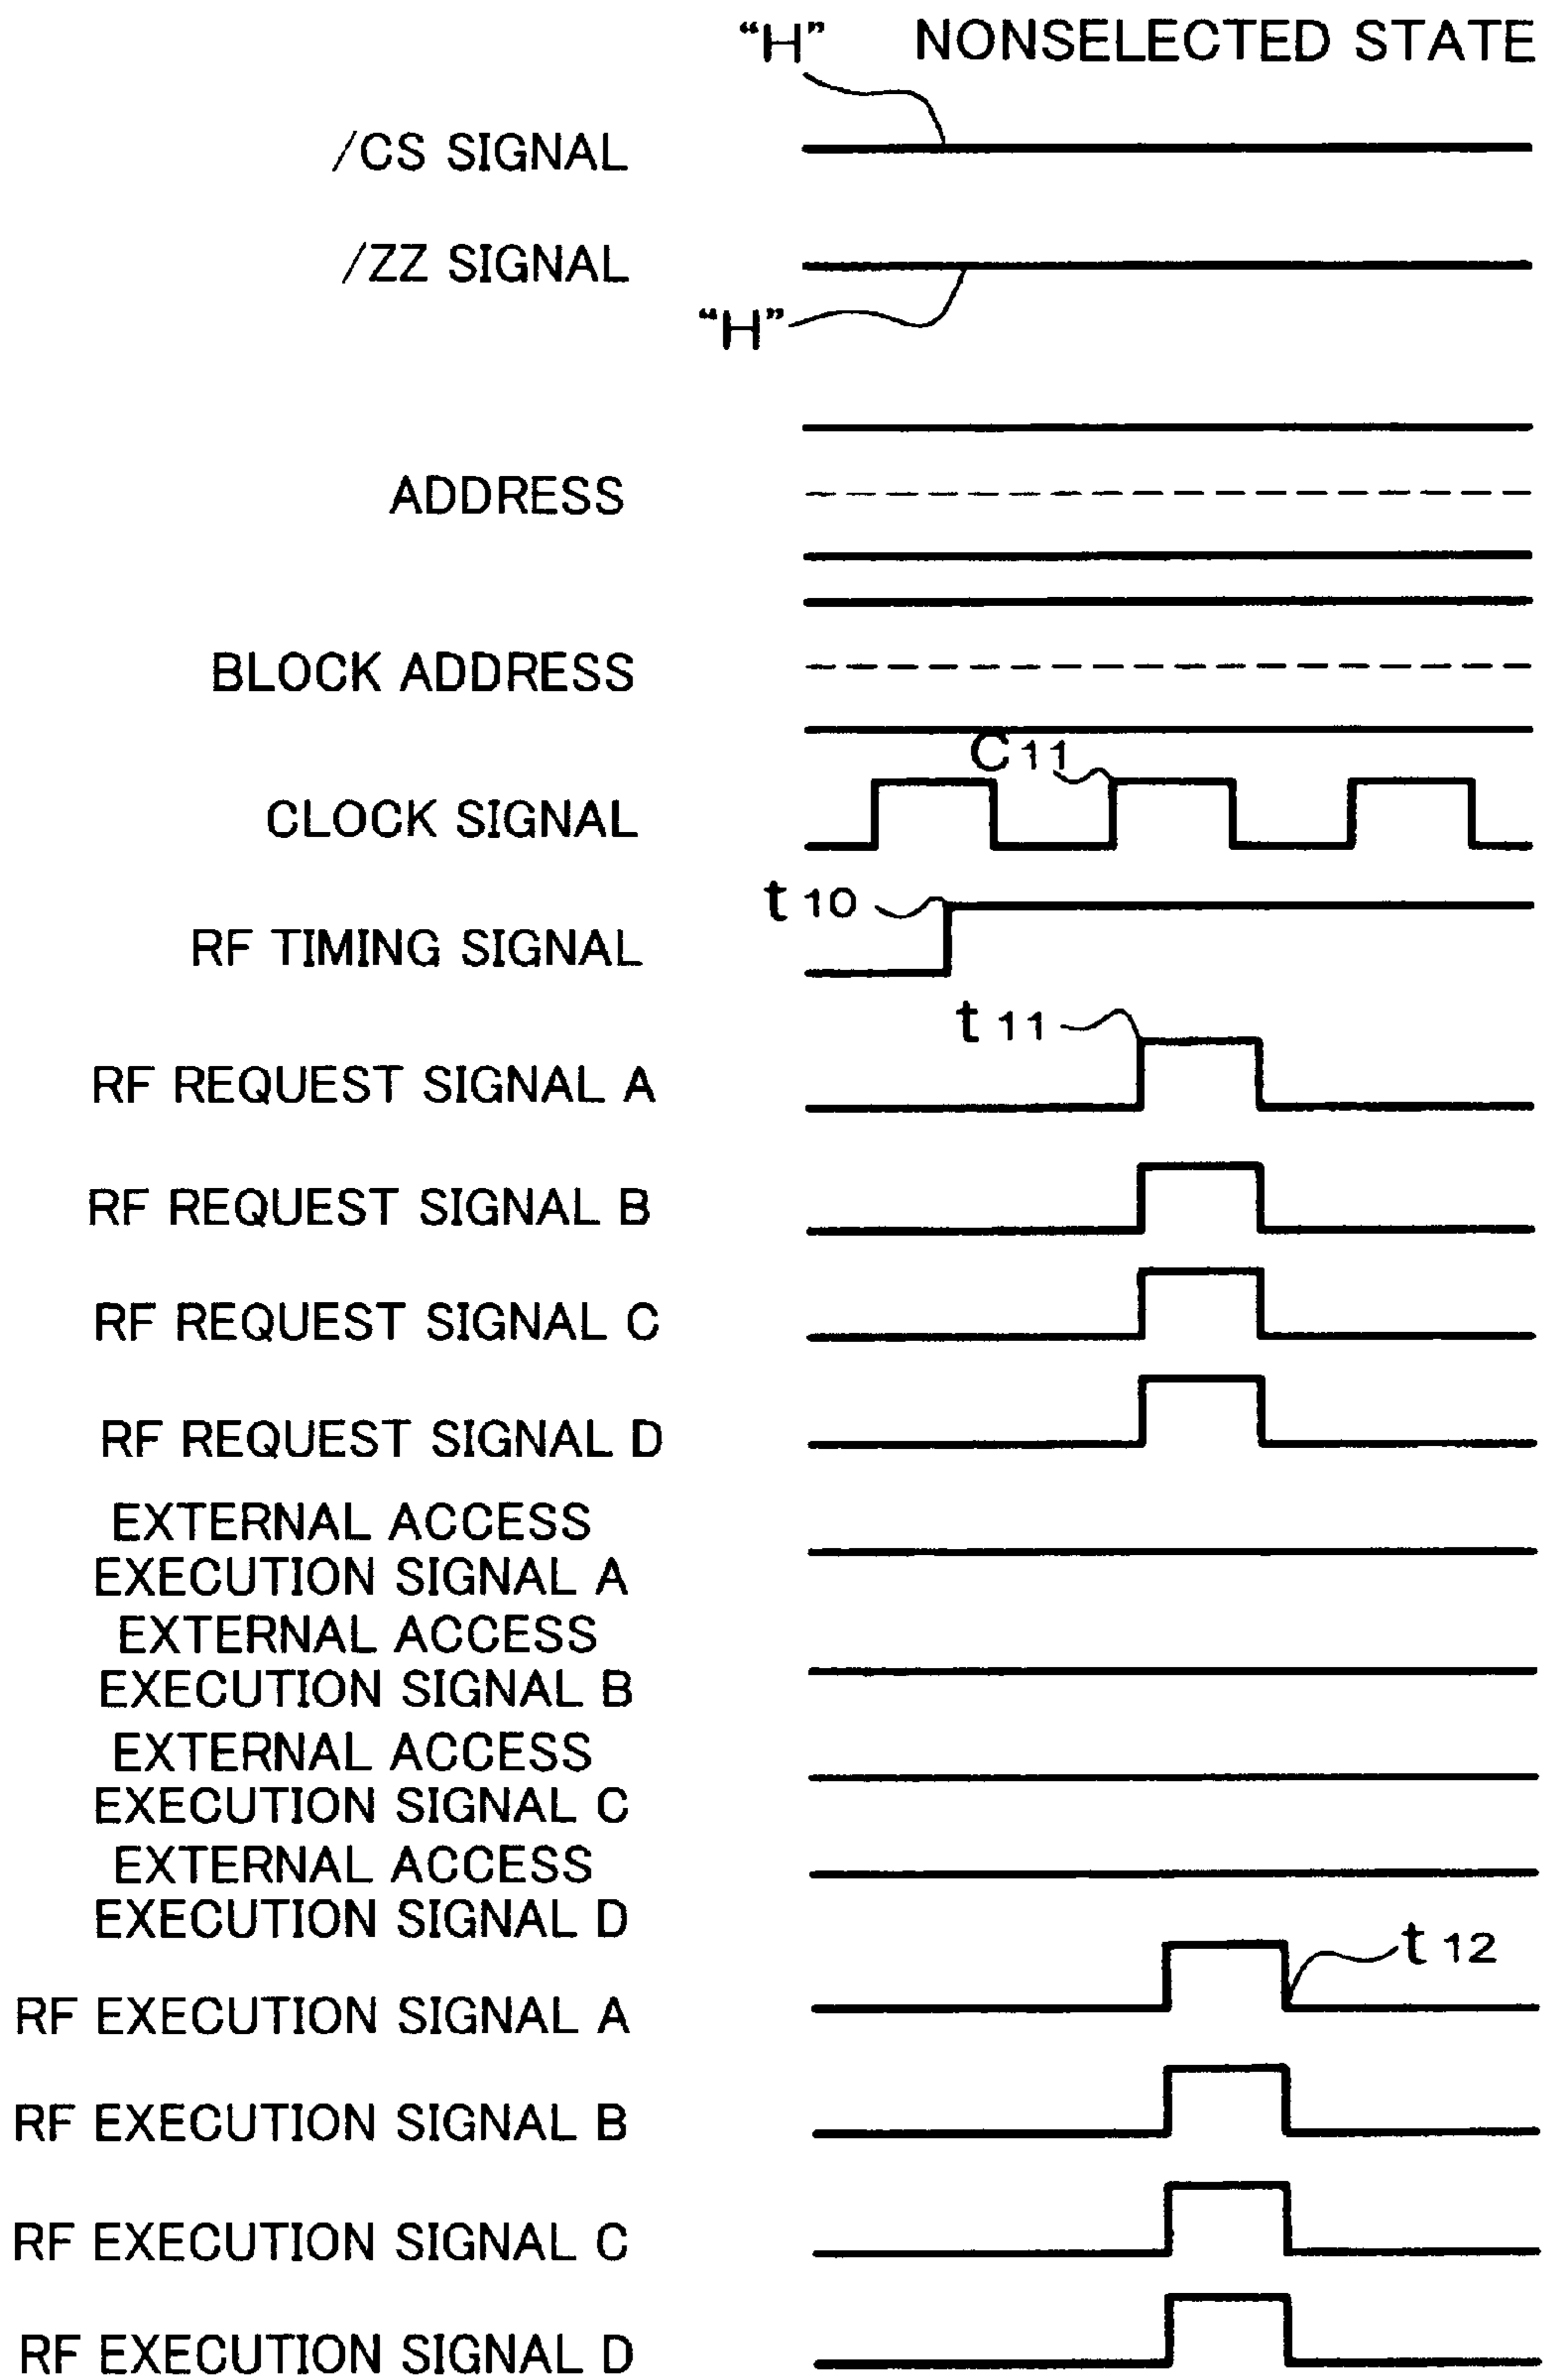 “H” NONSELECTED STATE
/CS SIGNAL
/ZZ SIGNAL
“H”
ADDRESS
BLOCK ADDRESS
C11
CLOCK SIGNAL
t10
RF TIMING SIGNAL
t11
RF REQUEST SIGNAL A
RF REQUEST SIGNAL B
RF REQUEST SIGNAL C
RF REQUEST SIGNAL D
EXTERNAL ACCESS
EXECUTION SIGNAL A
EXTERNAL ACCESS
EXECUTION SIGNAL B
EXTERNAL ACCESS
EXECUTION SIGNAL C
EXTERNAL ACCESS
EXECUTION SIGNAL D
t12
RF EXECUTION SIGNAL A
RF EXECUTION SIGNAL B
RF EXECUTION SIGNAL C
RF EXECUTION SIGNAL D